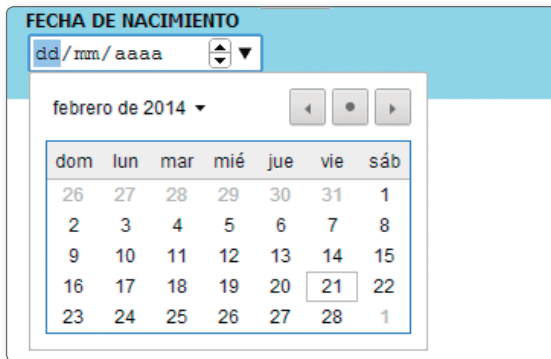 FECHA DE NACIMIENTO
dd/mm/aaaa
febrero de 2014
dom lun mar mié jue vie sáb
26 27 28 29 30 31 1
2 3 4 5 6 7 8
9 10 11 12 13 14 15
16 17 18 19 20 21 22
23 24 25 26 27 28 1